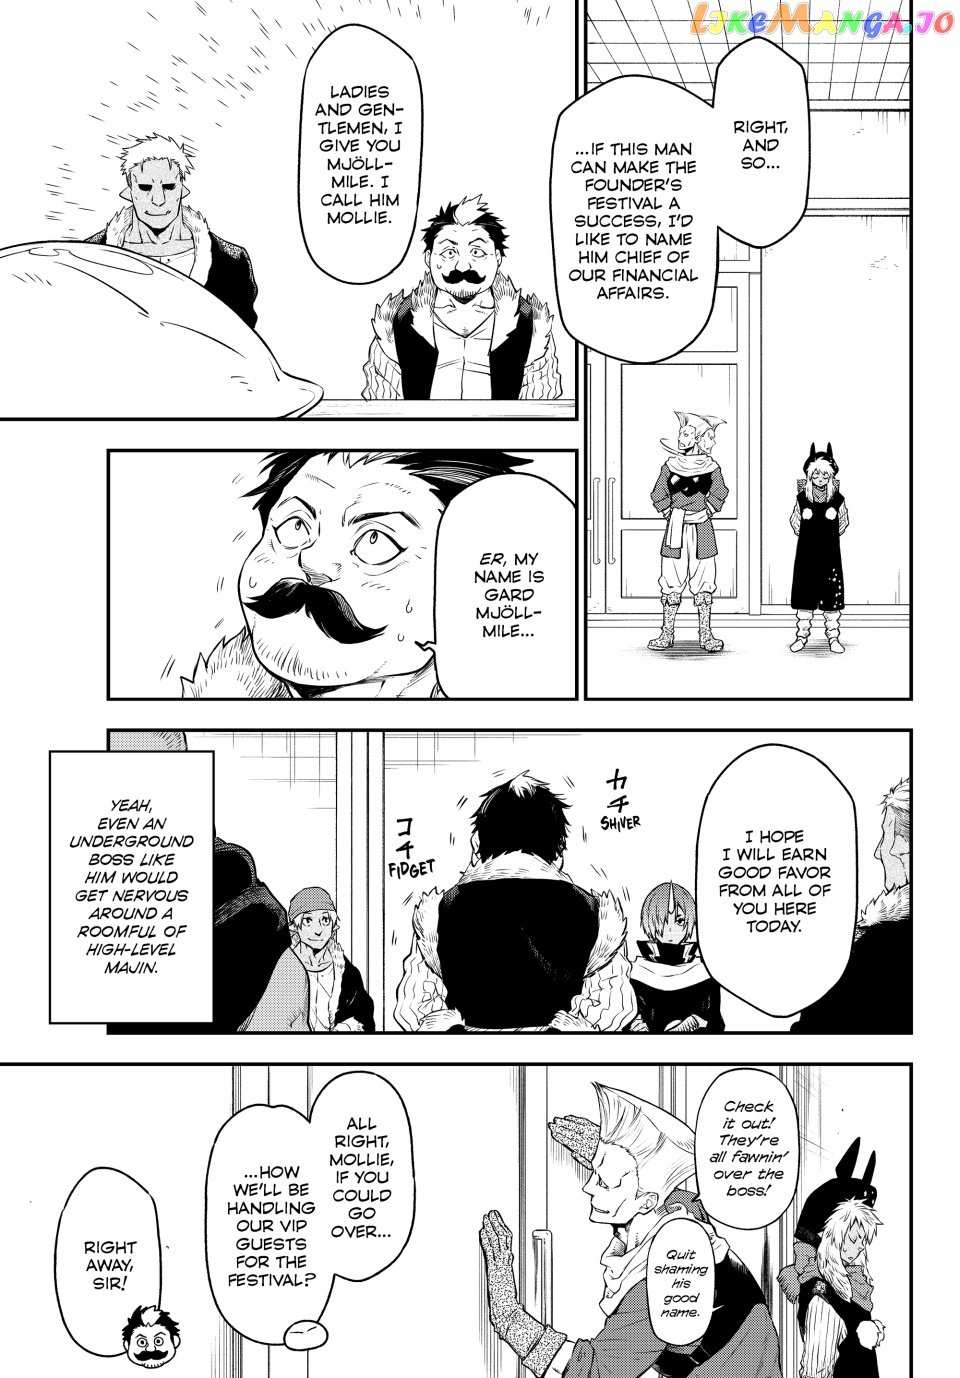 LIKEMANGA.IO
RIGHT,
AND
SO...
...IF THIS MAN
CAN MAKE THE
FOUNDER'S
FESTIVAL A
SUCCESS, I'D
LIKE TO NAME
HIM CHIEF OF
OUR FINANCIAL
AFFAIRS.
LADIES
AND GEN-
TLEMEN, I
GIVE YOU
MJÖLL-
MILE. I
CALL HIM
MOLLIE.
ER, MY
NAME IS
GARD
MJÖLL-
MILE...
I HOPE
I WILL EARN
GOOD FAVOR
FROM ALL OF
YOU HERE
TODAY.
カチ
SHIVER
コチ
FIDGET
YEAH,
EVEN AN
UNDERGROUND
BOSS LIKE
HIM WOULD
GET NERVOUS
AROUND A
ROOMFUL OF
HIGH-LEVEL
MAJIN.
Check
it out!
They're
all fawnin'
over the
boss!
Quit
shaming
his
good
name.
ALL
RIGHT,
MOLLIE,
IF YOU
COULD
GO
OVER...
...HOW
WE'LL BE
HANDLING
OUR VIP
GUESTS
FOR THE
FESTIVAL?
RIGHT
AWAY,
SIR!